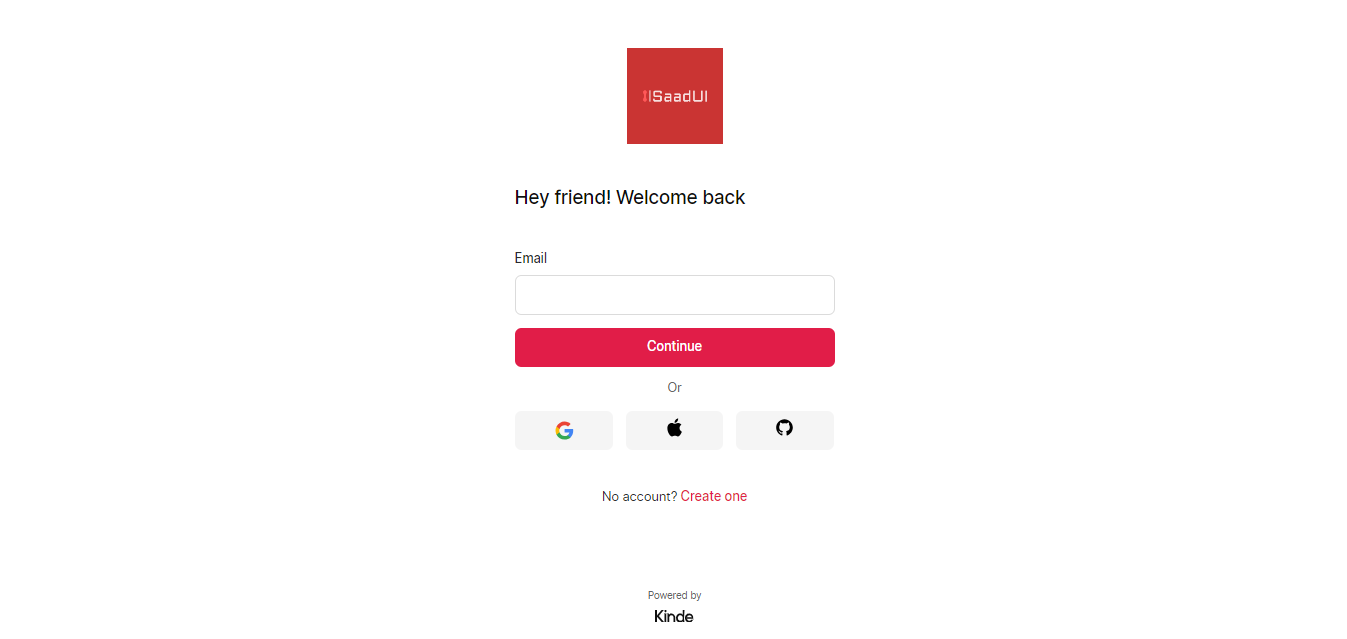 SaadUI
Hey friend! Welcome back
Email
Continue
Or
No account? Create one
Powered by
Kinde